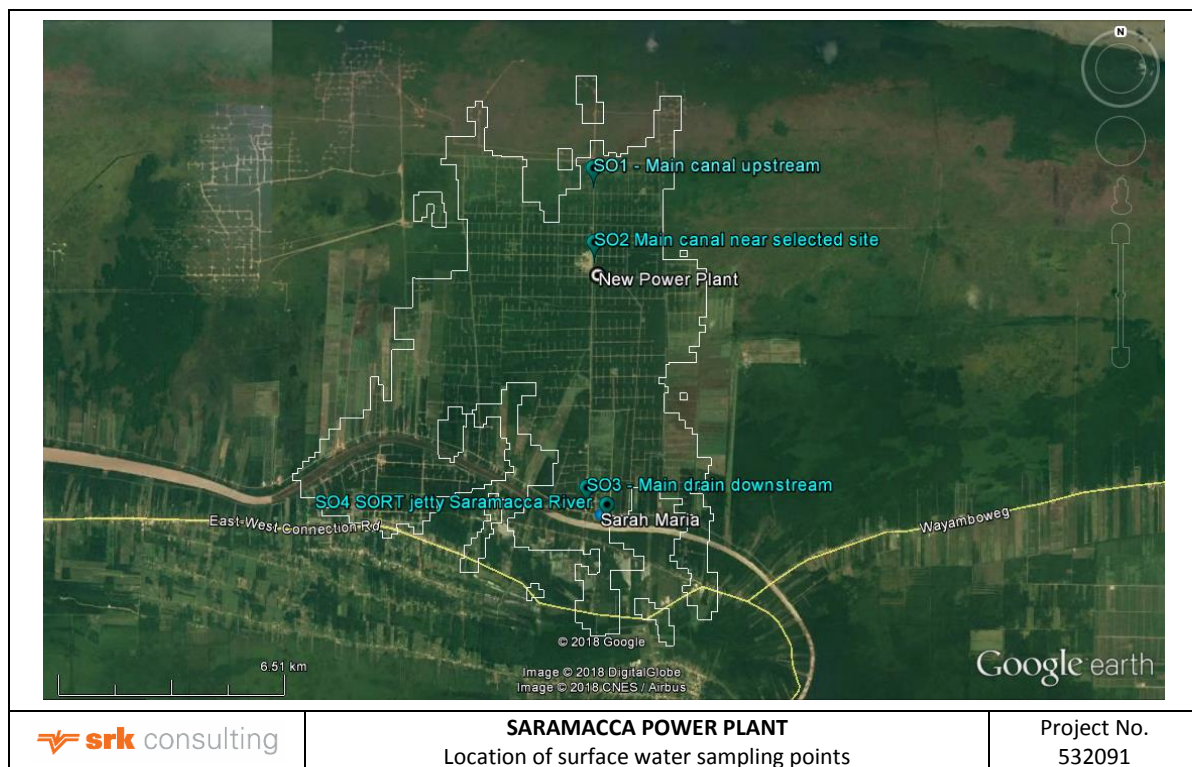 N
SO1 - Main canal upstream
SO2 Main canal near selected site
New Power Plant
SO3 - Main drain downstream
SO4 SORT jetty Saramacca River
Sarah Maria
East-West Connection Rd
Wayamboweg
© 2018 Google
6.51 km
Image © 2018 DigitalGlobe
Image © 2018 CNES / Airbus
Google earth
srk consulting
SARAMACCA POWER PLANT
Location of surface water sampling points
Project No.
532091